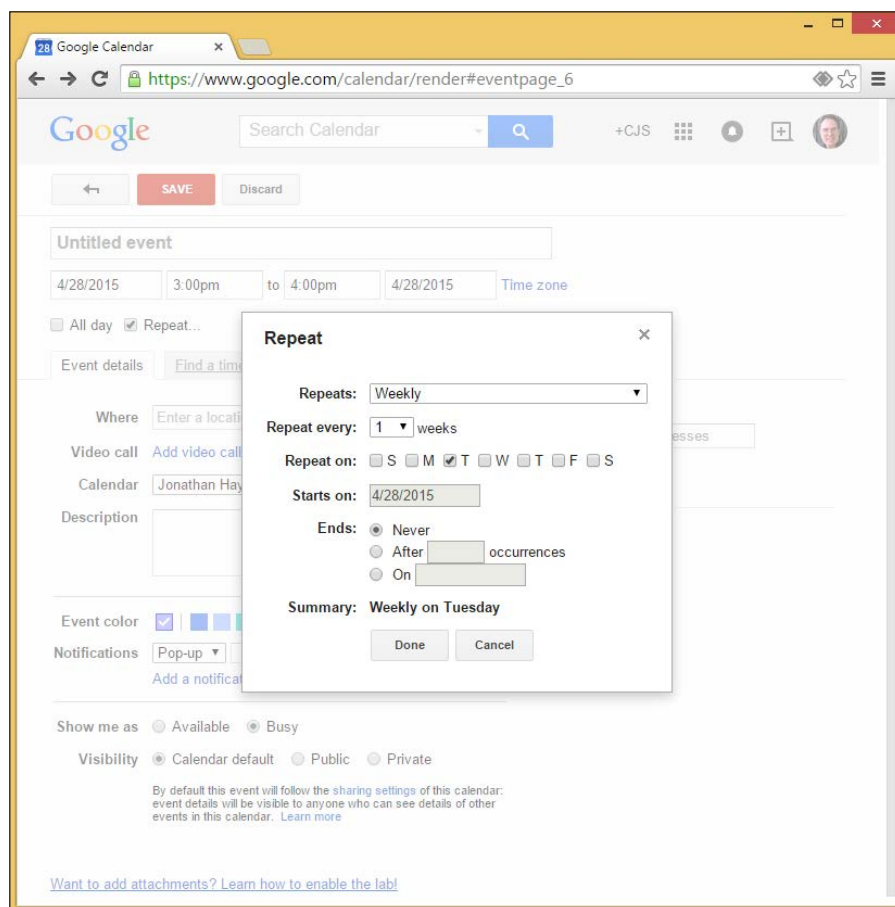 28 Google Calendar
https://www.google.com/calendar/render#eventpage_6
Google Search Calendar +CJS
SAVE Discard
Untitled event
4/28/2015 3:00pm to 4:00pm 4/28/2015 Time zone
All day Repeat...
Event details Find a time
Where Enter a locati
Video call Add video call
Calendar Jonathan Hay
Description
esses
Event color
Notifications Pop-up
Add a notificat
Repeat
Repeats: Weekly
Repeat every: 1 weeks
Repeat on: S M T W T F S
Starts on: 4/28/2015
Ends: Never
After occurrences
On
Summary: Weekly on Tuesday
Done Cancel
Show me as Available Busy
Visibility Calendar default Public Private
By default this event will follow the sharing settings of this calendar:
event details will be visible to anyone who can see details of other
events in this calendar. Learn more
Want to add attachments? Learn how to enable the lab!